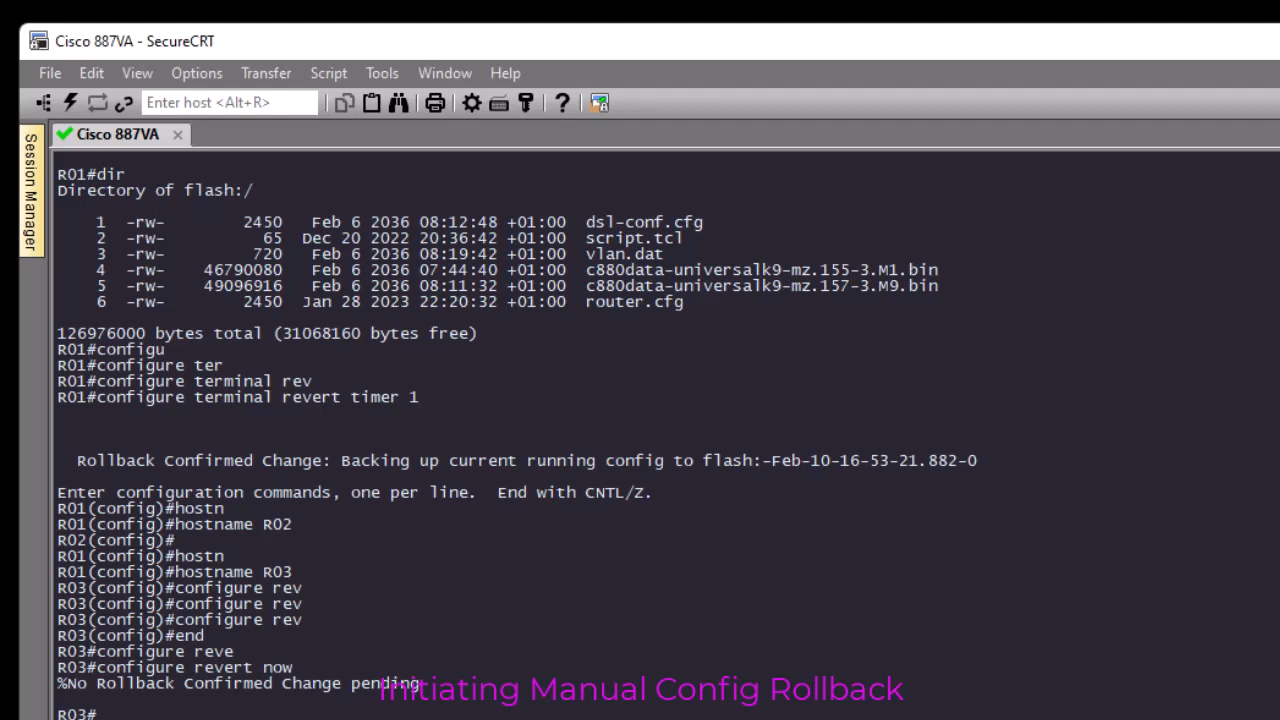 Cisco 887VA - SecureCRT
File Edit View Options Transfer Script Tools Window Help
Enter host <Alt+R>
Session Manager
Cisco 887VA
R01#dir
Directory of flash:/
1 -rw- 2450 Feb 6 2036 08:12:48 +01:00 dsl-conf.cfg
2 -rw- 65 Dec 20 2022 20:36:42 +01:00 script.tcl
3 -rw- 720 Feb 6 2036 08:19:42 +01:00 vlan.dat
4 -rw- 46790080 Feb 6 2036 07:44:40 +01:00 c880data-universalk9-mz.155-3.M1.bin
5 -rw- 49096916 Feb 6 2036 08:11:32 +01:00 c880data-universalk9-mz.157-3.M9.bin
6 -rw- 2450 Jan 28 2023 22:20:32 +01:00 router.cfg
126976000 bytes total (31068160 bytes free)
R01#configu
R01#configure ter
R01#configure terminal rev
R01#configure terminal revert timer 1
Rollback Confirmed Change: Backing up current running config to flash:-Feb-10-16-53-21.882-0
Enter configuration commands, one per line. End with CNTL/Z.
R01(config)#hostn
R01(config)#hostname R02
R02(config)#
R01(config)#hostn
R01(config)#hostname R03
R03(config)#configure rev
R03(config)#configure rev
R03(config)#configure rev
R03(config)#end
R03#configure reve
R03#configure revert now
%No Rollback Confirmed Change pending
Initiating Manual Config Rollback
R03#